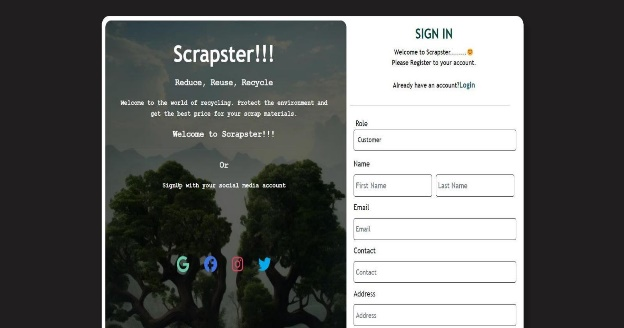 Scrapster!!!
Reduce, Reuse, Recycle
Welcome to the world of recycling. Protect the environment and
get the best price for your scrap materials.
Welcome to Scrapster!!!
Or
SignUp with your social media account
SIGN IN
Welcome to Scrapster.........🌞
Please Register to your account.
Already have an account?Login
Role
Customer
Name
First Name Last Name
Email
Email
Contact
Contact
Address
Address